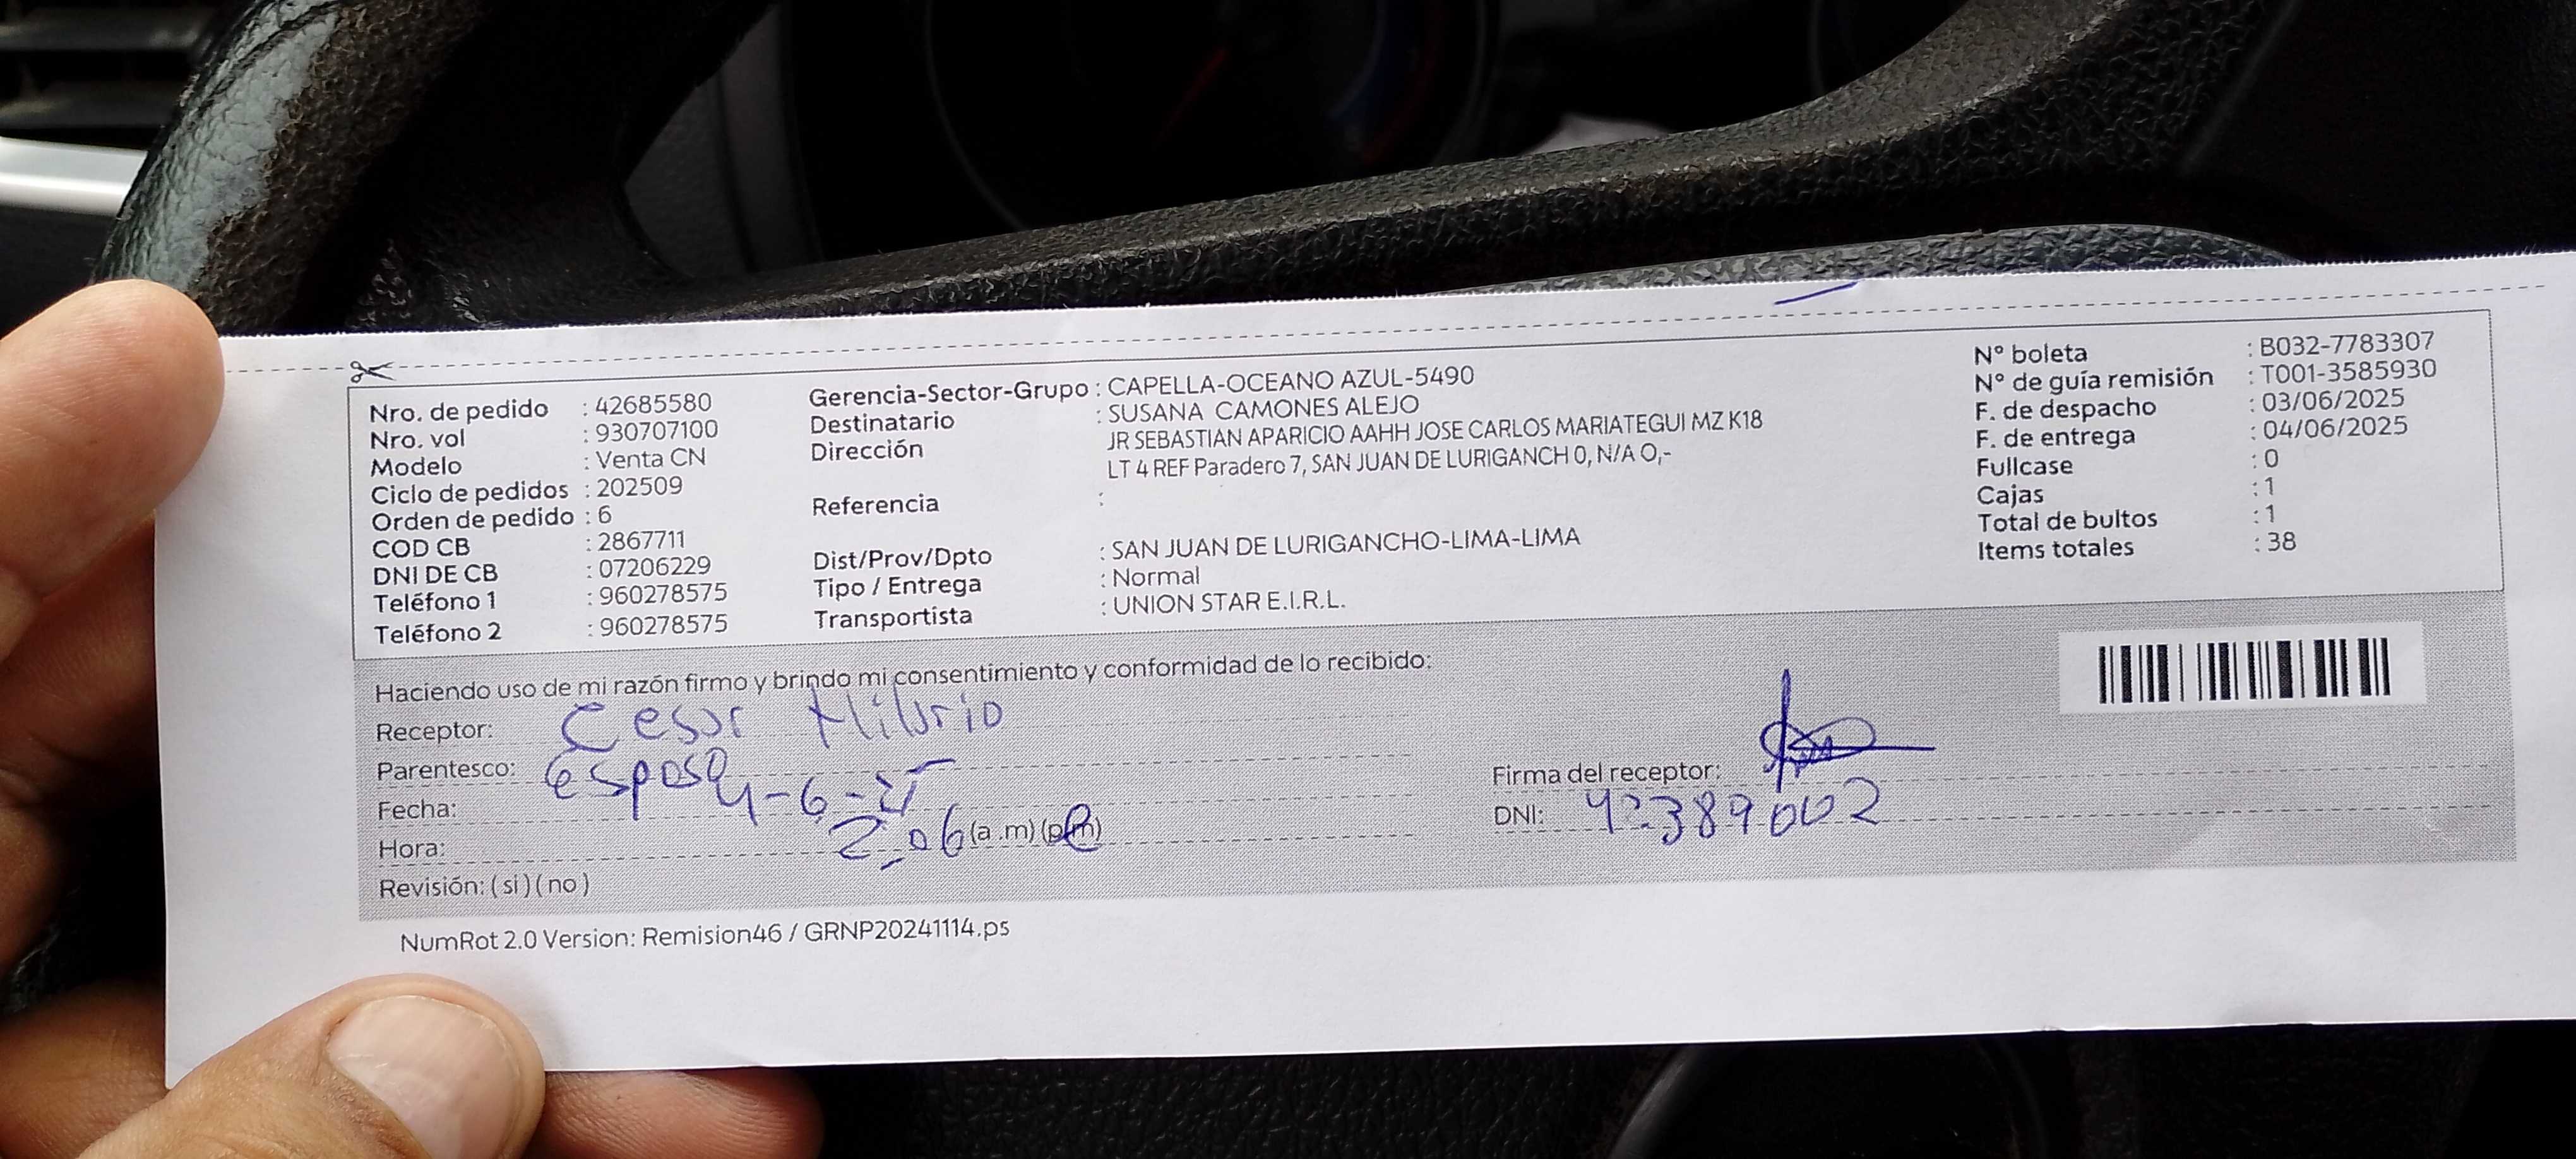 Nro. de pedido : 42685580
Nro. vol : 930707100
Modelo : Venta CN
Ciclo de pedidos : 202509
Orden de pedido : 6
COD CB : 2867711
DNI DE CB : 07206229
Teléfono 1 : 960278575
Teléfono 2 : 960278575
Gerencia-Sector-Grupo : CAPELLA-OCEANO AZUL-5490
Destinatario : SUSANA CAMONES ALEJO
Dirección JR SEBASTIAN APARICIO AAHH JOSE CARLOS MARIATEGUI MZ K18
LT 4 REF Paradero 7, SAN JUAN DE LURIGANCH 0, N/A O,-
Referencia :
Dist/Prov/Dpto : SAN JUAN DE LURIGANCHO-LIMA-LIMA
Tipo / Entrega : Normal
Transportista : UNION STAR E.I.R.L.
N° boleta : B032-7783307
N° de guía remisión : T001-3585930
F. de despacho : 03/06/2025
F. de entrega : 04/06/2025
Fullcase : 0
Cajas : 1
Total de bultos : 1
Items totales : 38
Haciendo uso de mi razón firmo y brindo mi consentimiento y conformidad de lo recibido:
Receptor: Cesar
Parentesco: esposo
Fecha: 4-6-25
Hora: 2:06 (a.m) (pm)
Revisión: (si) (no)
Firma del receptor:
DNI: 42389002
NumRot 2.0 Version: Remision46 / GRNP20241114.ps